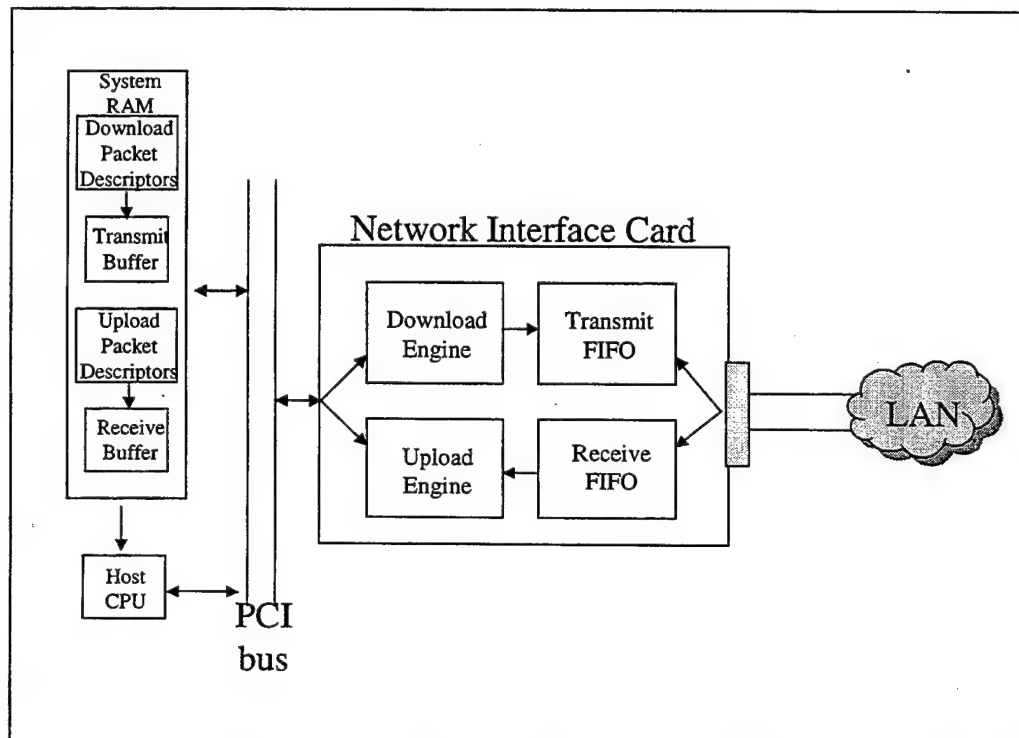 System
RAM
Download
Packet
Descriptors
Transmit
Buffer
Upload
Packet
Descriptors
Receive
Buffer
Host
CPU
PCI
bus
Network Interface Card
Download
Engine
Transmit
FIFO
Upload
Engine
Receive
FIFO
LAN